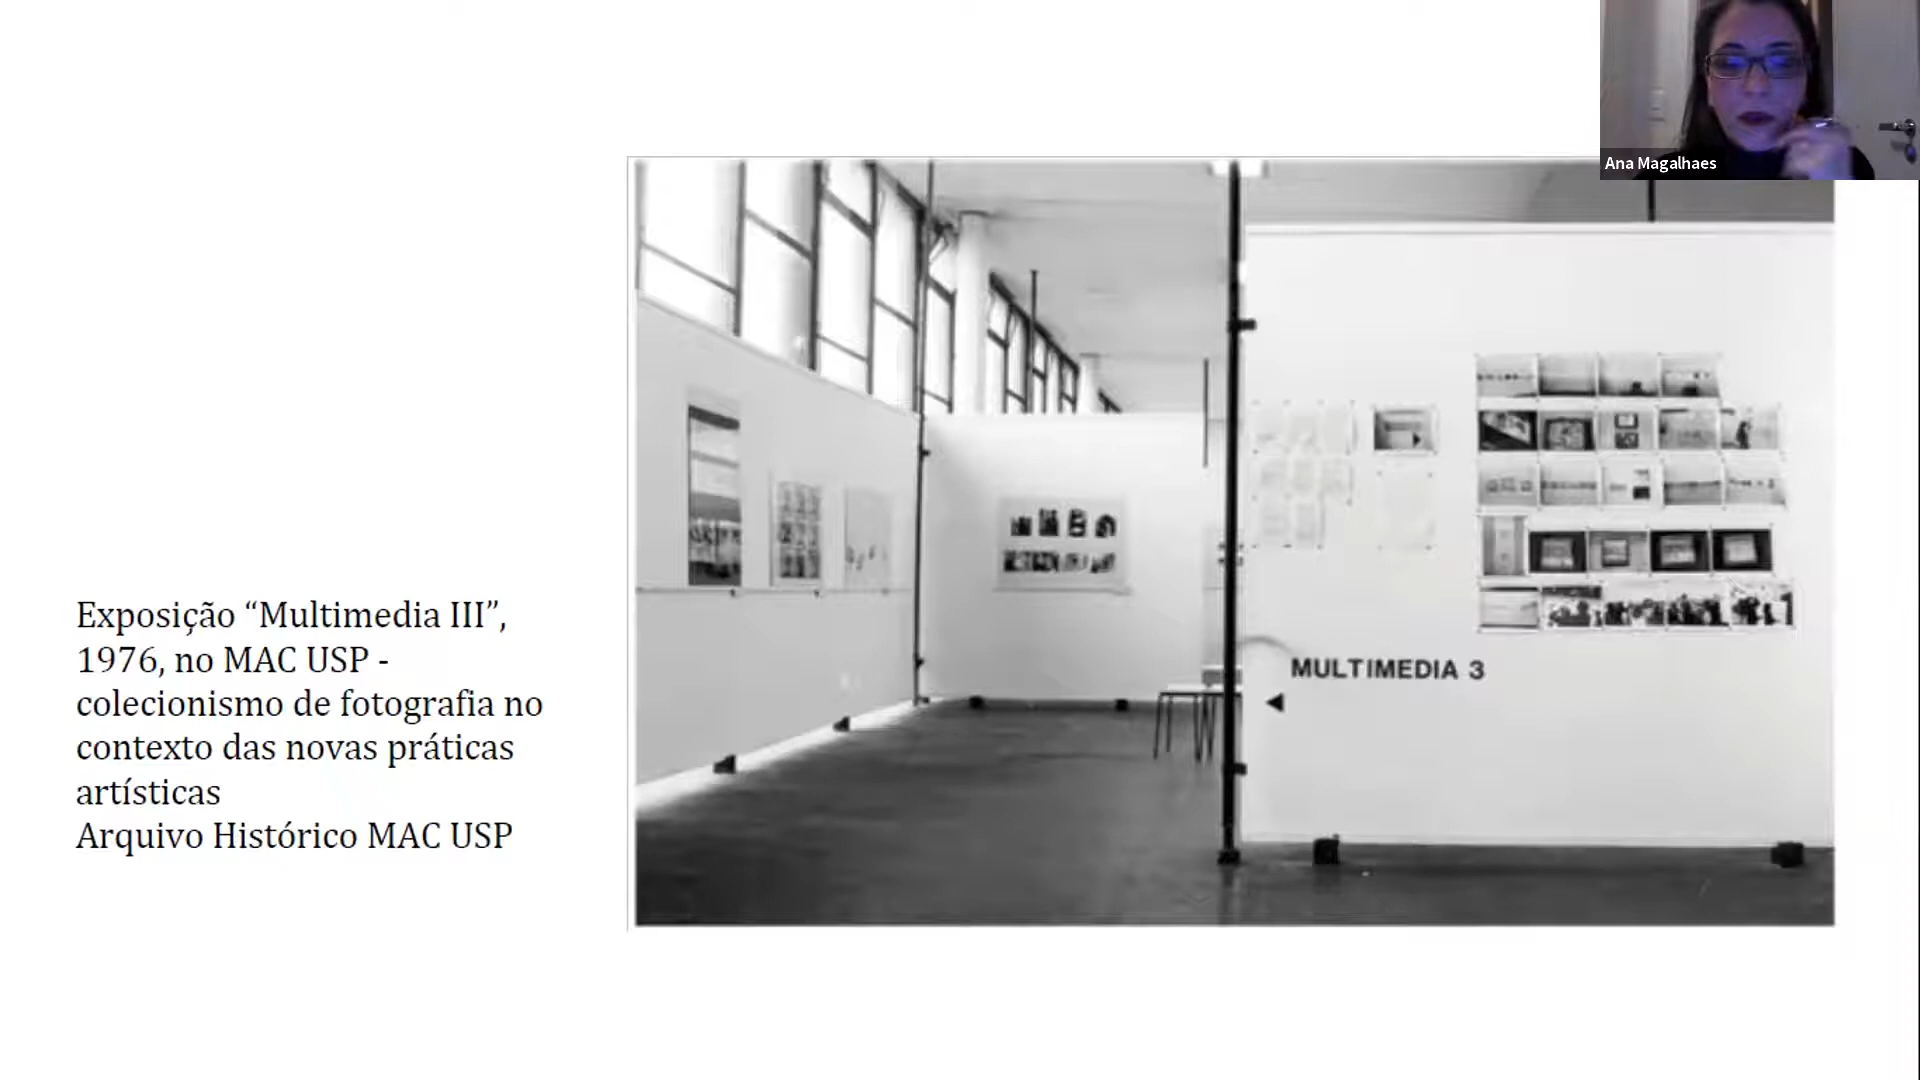 Ana Magalhaes
Exposição “Multimedia III”,
1976, no MAC USP -
colecionismo de fotografia no
contexto das novas práticas
artísticas
Arquivo Histórico MAC USP
MULTIMEDIA 3